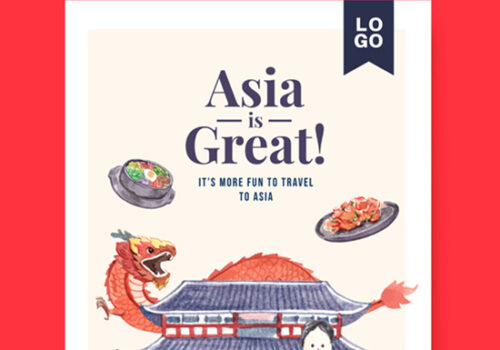 LO
GO
Asia
is
Great!
IT'S MORE FUN TO TRAVEL
TO ASIA